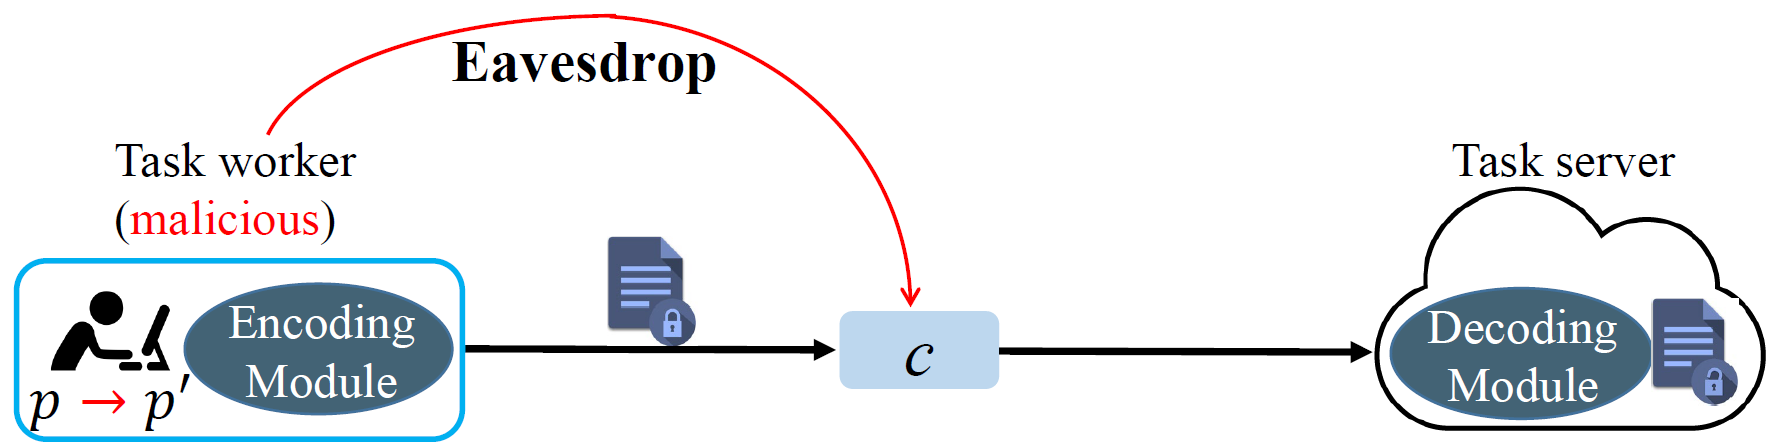 Eavesdrop
Task worker
(malicious)
Task server
Encoding
Module
p → p′
c
Decoding
Module